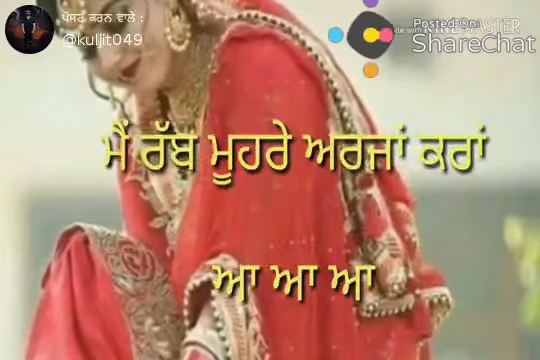 ਪੋਸਟ ਕਰਨ ਵਾਲੇ :
@kuljit049
Posted On:
ShareChat
ਮੈਂ ਰੱਬ ਮੂਹਰੇ ਅਰਜਾਂ ਕਰਾਂ
ਆ ਆ ਆ